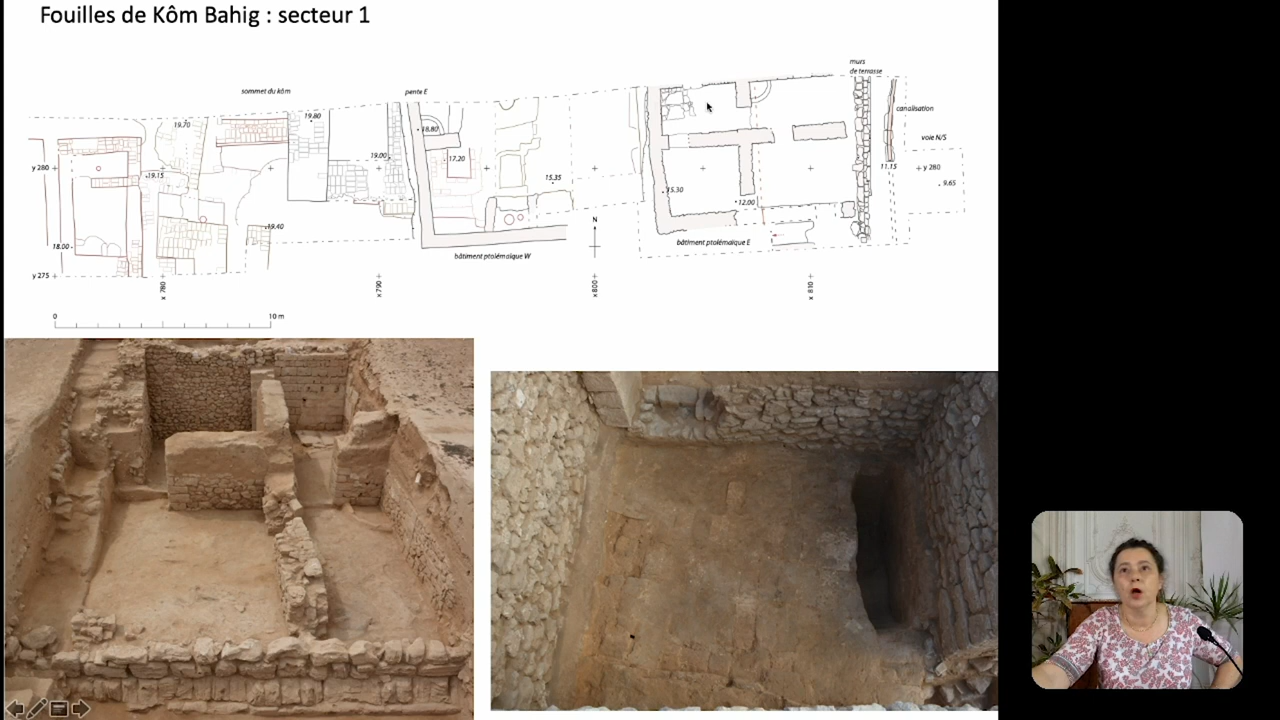 Fouilles de Kôm Bahig : secteur 1
murs
de terrasse
sommet du kôm
pente E
canalisation
voie N/S
19.70
19.80
18,80
19.00
17.20
y 280
19.15
15.35
15.30
12.00
11.15
y 280
9.65
19.40
18.00
N
bâtiment ptolémaïque W
bâtiment ptolémaïque E
y 275
x 780
x 790
x 800
x 810
0
10 m